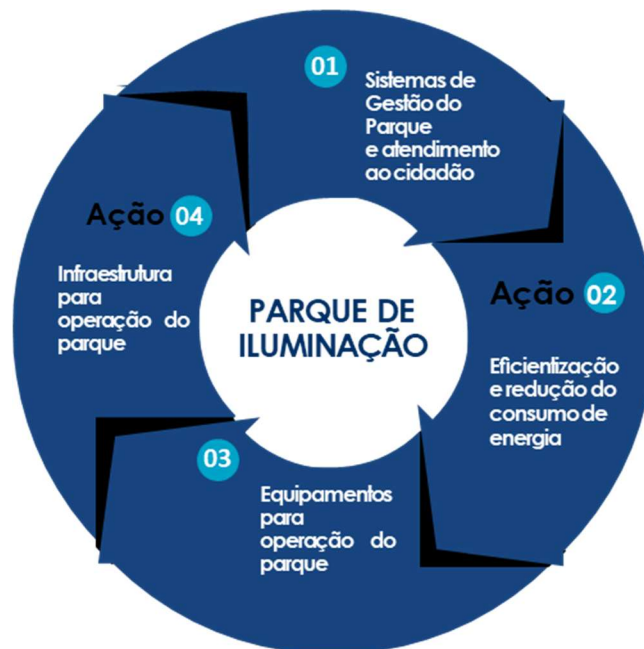 01
Sistemas de
Gestão do
Parque
e atendimento
ao cidadão
Ação 02
Eficientização
e redução do
consumo de
energia
03
Equipamentos
para
operação do
parque
Ação 04
Infraestrutura
para
operação do
parque
PARQUE DE
ILUMINAÇÃO